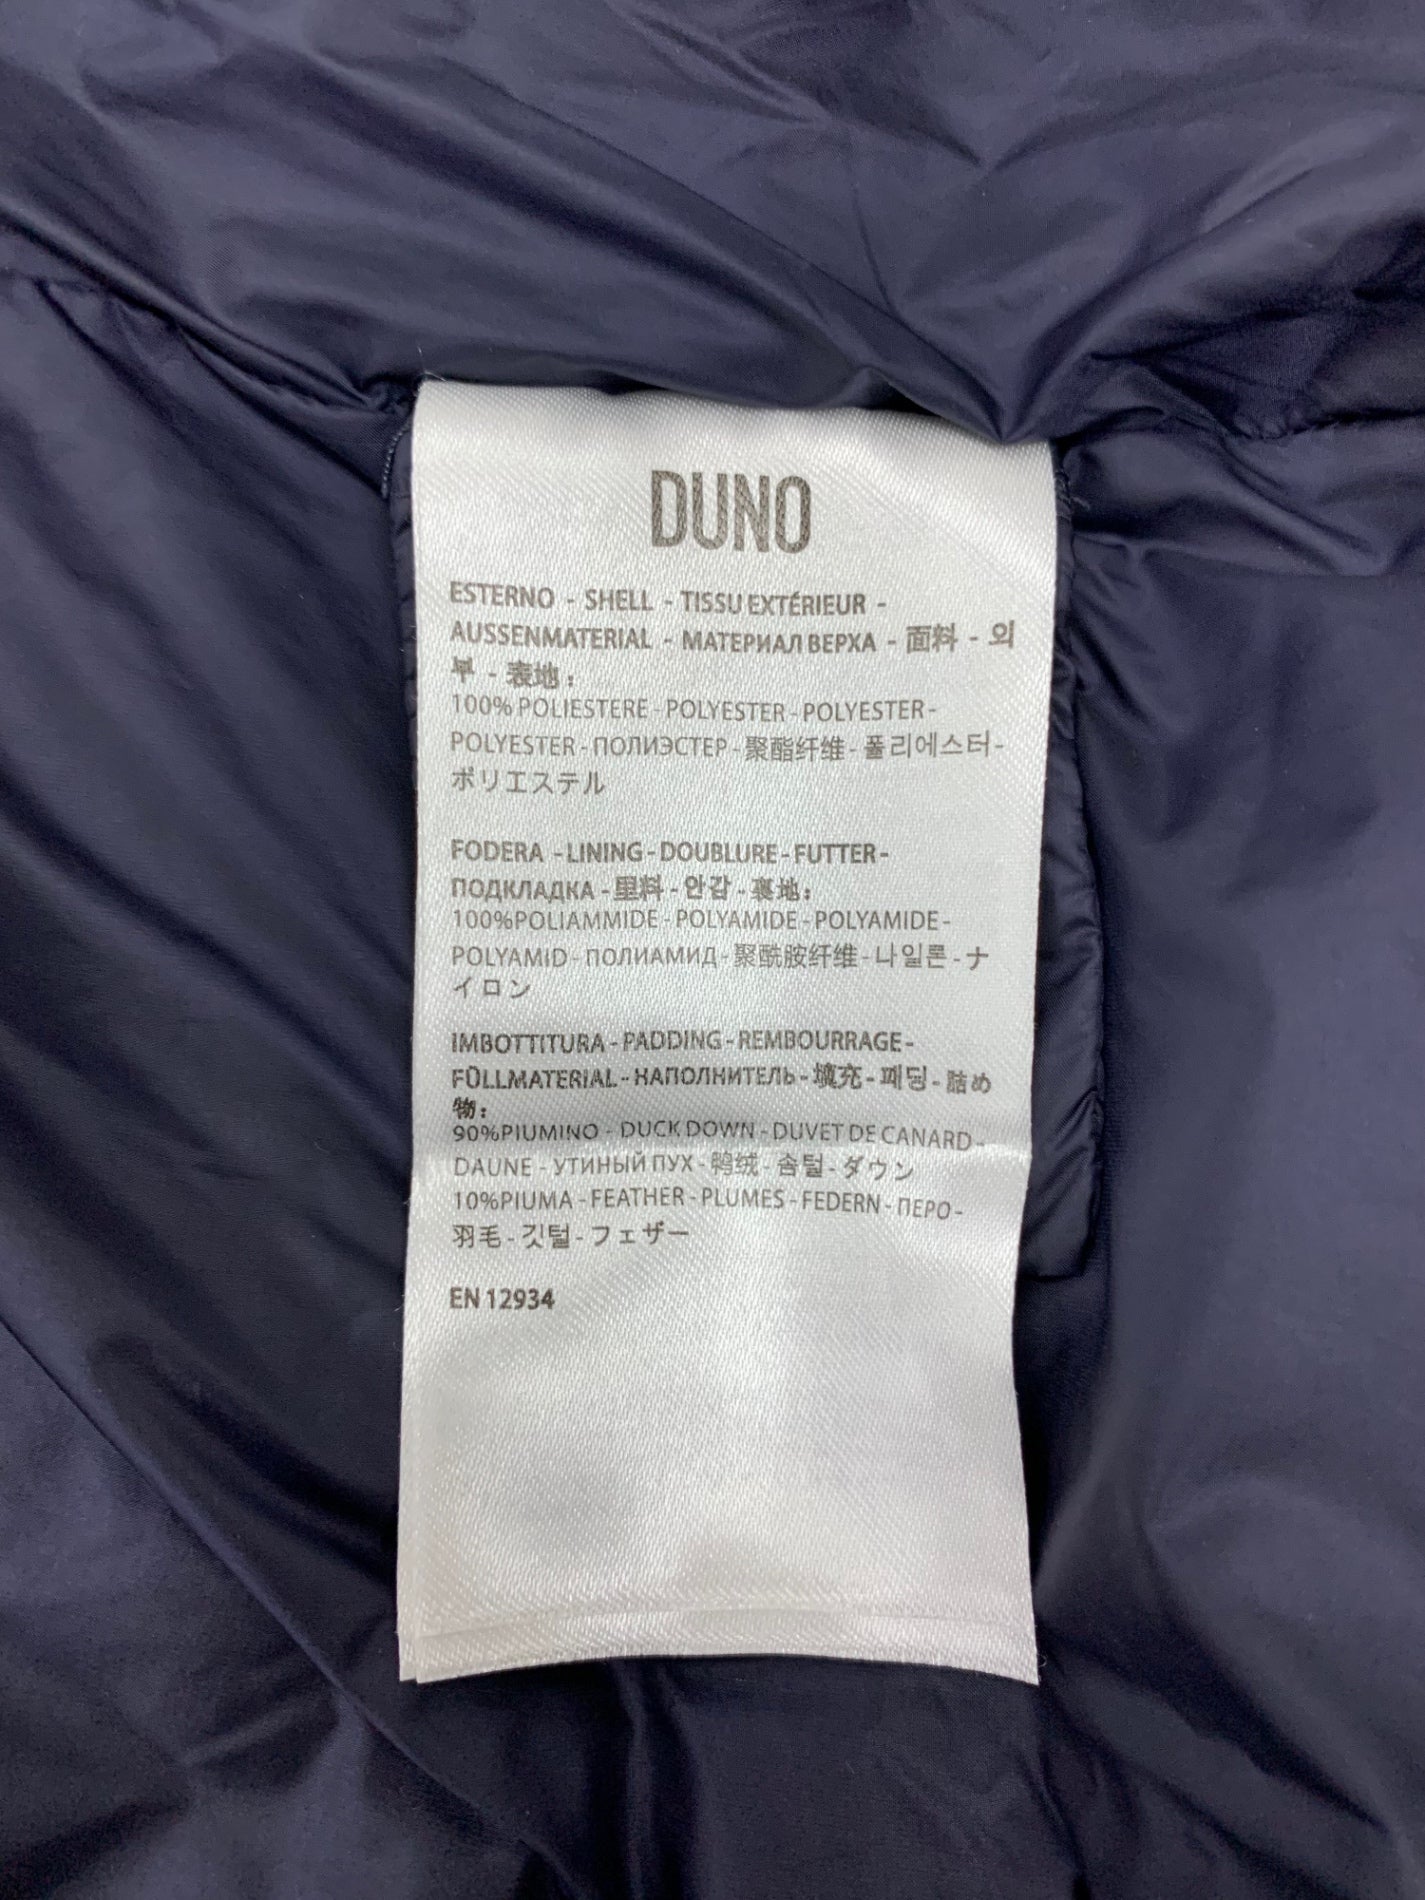 DUNO
ESTERNO - SHELL - TISSU EXTÉRIEUR -
AUSSENMATERIAL - МАТЕРИАЛ ВЕРХА - 面料 - 외
부 - 表地 :
100% POLIESTERE - POLYESTER - POLYESTER -
POLYESTER - ПОЛИЭСТЕР - 聚酯纤维 - 폴리에스터 -
ポリエステル
FODERA - LINING - DOUBLURE - FUTTER -
ПОДКЛАДКА - 里料 - 안감 - 裏地 :
100%POLIAMMIDE - POLYAMIDE - POLYAMIDE -
POLYAMID - ПОЛИАМИД - 聚酰胺纤维 - 나일론 - ナ
イロン
IMBOTTITURA - PADDING - REMBOURRAGE -
FÜLLMATERIAL - НАПОЛНИТЕЛЬ - 填充 - 패딩 - 詰め
物 :
90%PIUMINO - DUCK DOWN - DUVET DE CANARD -
DAUNE - УТИНЫЙ ПУХ - 鸭绒 - 솜털 - ダウン
10%PIUMA - FEATHER - PLUMES - FEDERN - ПЕРО -
羽毛 - 깃털 - フェザー
EN 12934